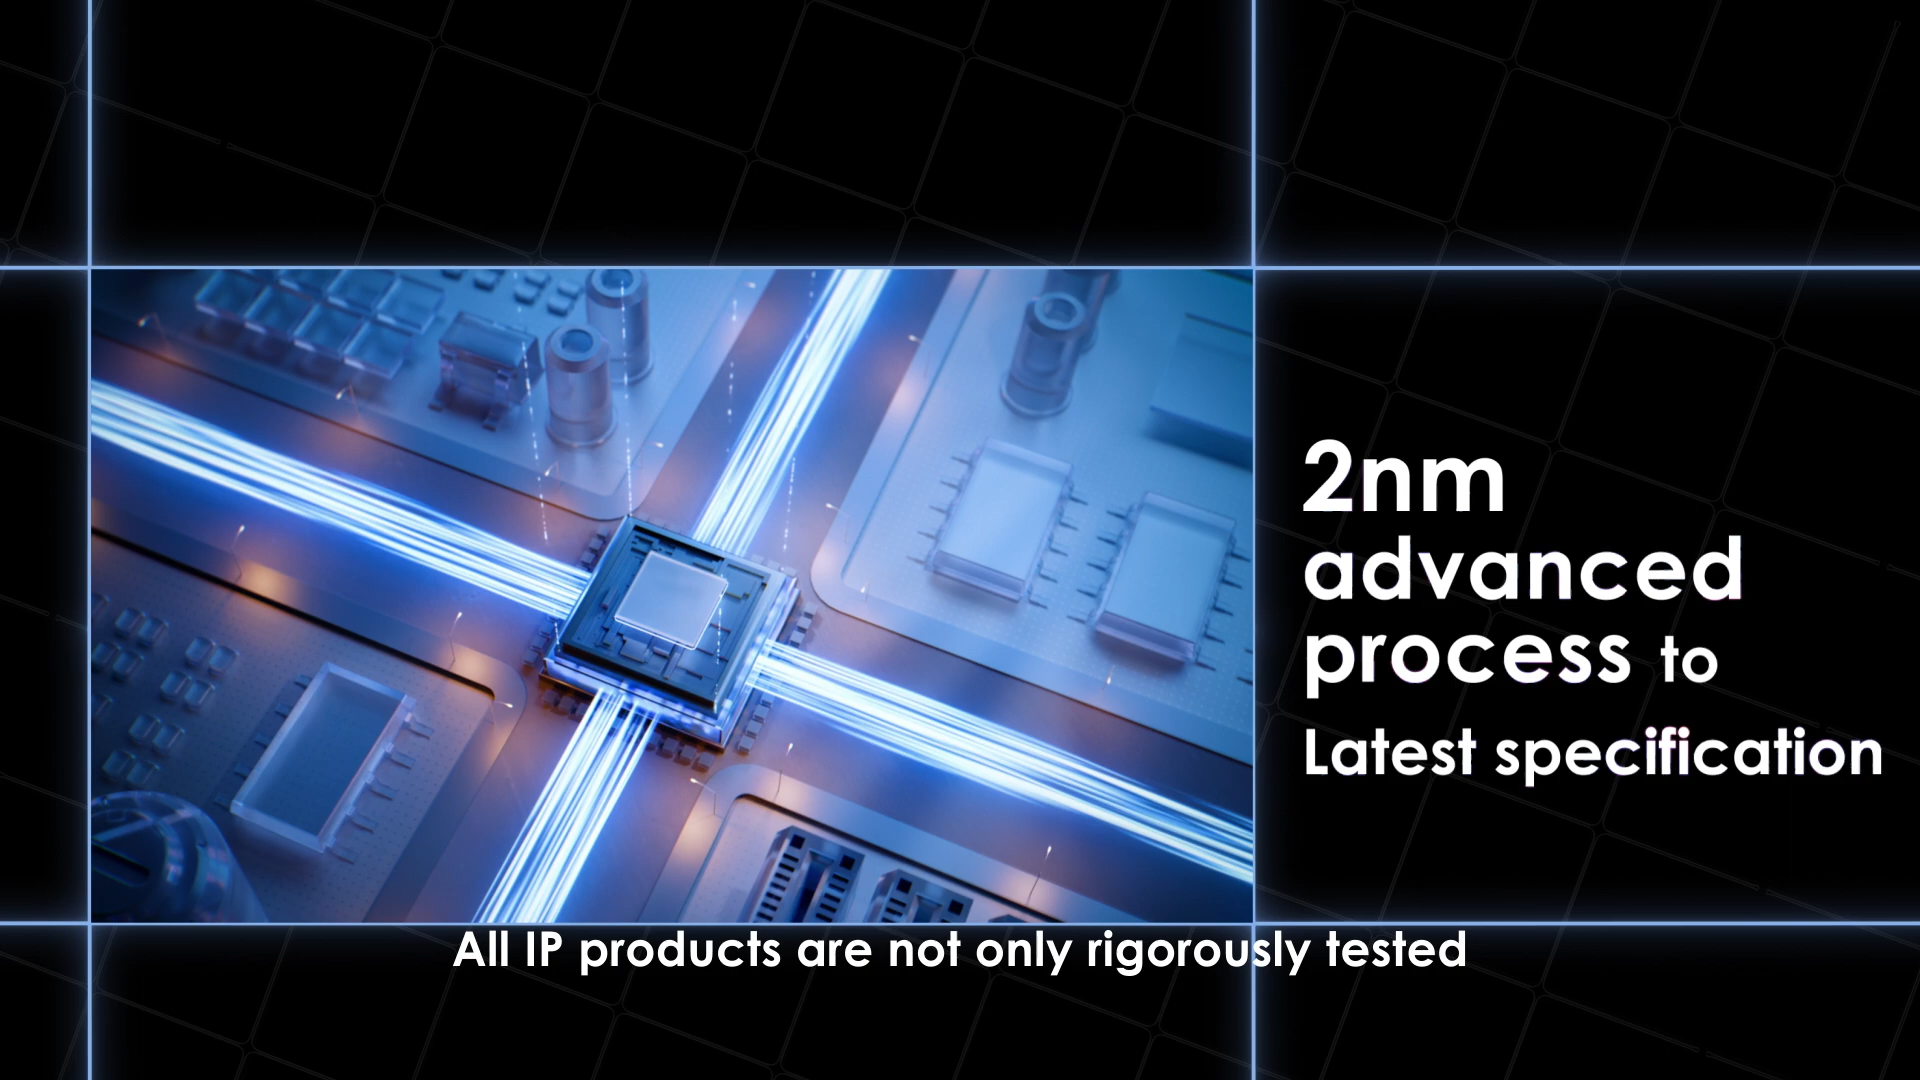 2nm
advanced
process to
Latest specification
All IP products are not only rigorously tested